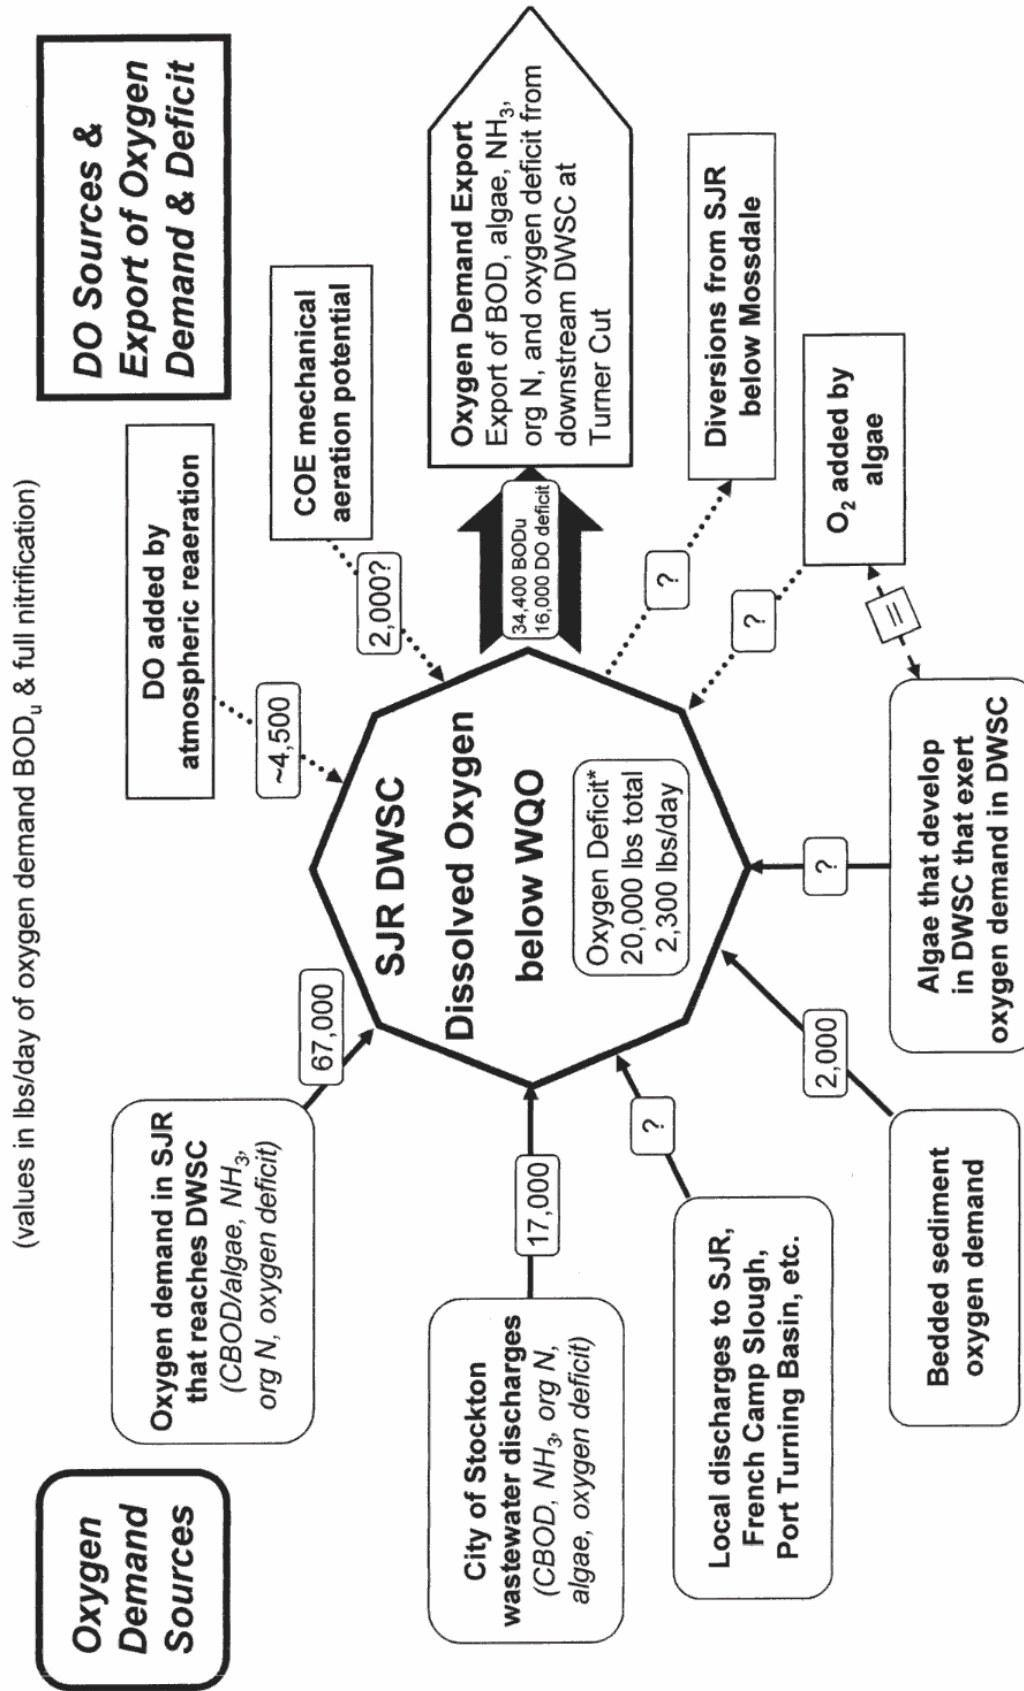 (values in lbs/day of oxygen demand BODu, & full nitrification)
Oxygen
Demand
Sources
DO Sources &
Export of Oxygen
Demand & Deficit
Oxygen demand in SJR
that reaches DWSC
(CBOD/algae, NH3,
org N, oxygen deficit)
67,000
City of Stockton
wastewater discharges
(CBOD, NH3, org N,
algae, oxygen deficit)
17,000
Local discharges to SJR,
French Camp Slough,
Port Turning Basin, etc.
?
Bedded sediment
oxygen demand
2,000
Algae that develop
in DWSC that exert
oxygen demand in DWSC
?
SJR DWSC
Dissolved Oxygen
below WQO
Oxygen Deficit*
20,000 lbs total
2,300 lbs/day
DO added by
atmospheric reaeration
~4,500
COE mechanical
aeration potential
2,000?
34,400 BODu
16,000 DO deficit
Oxygen Demand Export
Export of BOD, algae, NH3,
org N, and oxygen deficit from
downstream DWSC at
Turner Cut
?
Diversions from SJR
below Mossdale
?
O2 added by
algae
=